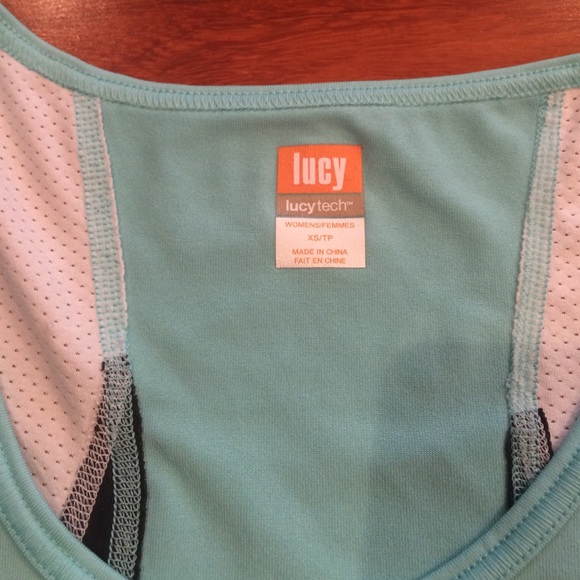 lucy
lucytech™
WOMENS/FEMMES
XS/TP
MADE IN CHINA
FAIT EN CHINE